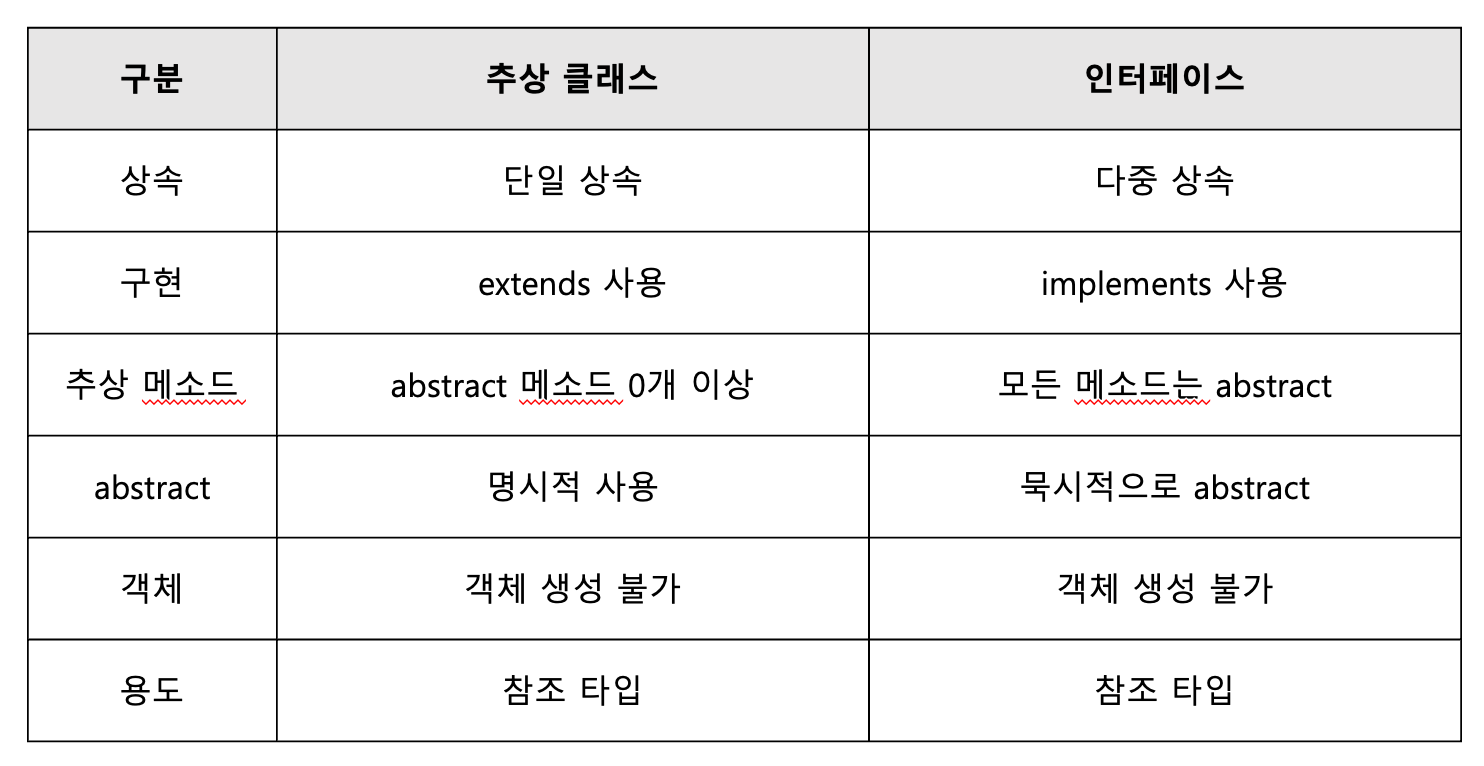 구분 추상 클래스 인터페이스
상속 단일 상속 다중 상속
구현 extends 사용 implements 사용
추상 메소드 abstract 메소드 0개 이상 모든 메소드는 abstract
abstract 명시적 사용 묵시적으로 abstract
객체 객체 생성 불가 객체 생성 불가
용도 참조 타입 참조 타입